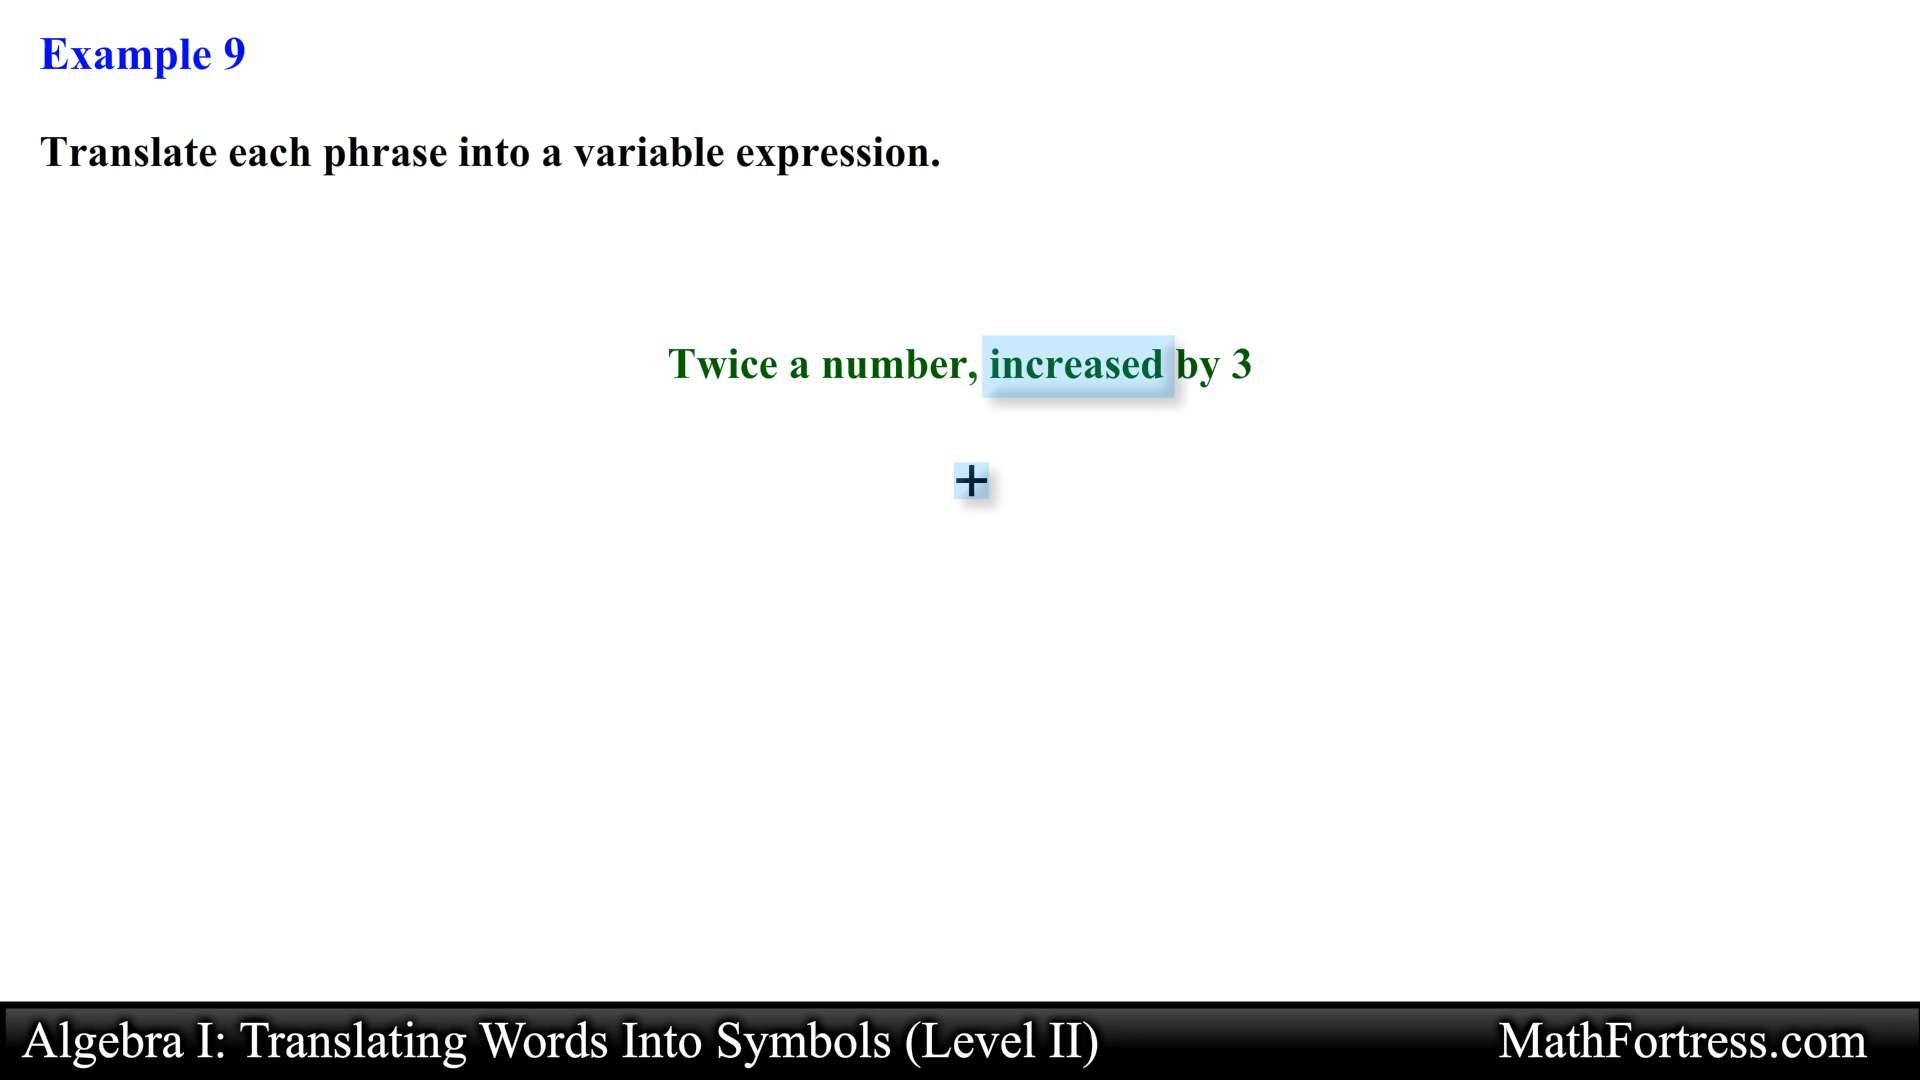 Example 9
Translate each phrase into a variable expression.
Twice a number, increased by 3
+
Algebra I: Translating Words Into Symbols (Level II)
MathFortress.com